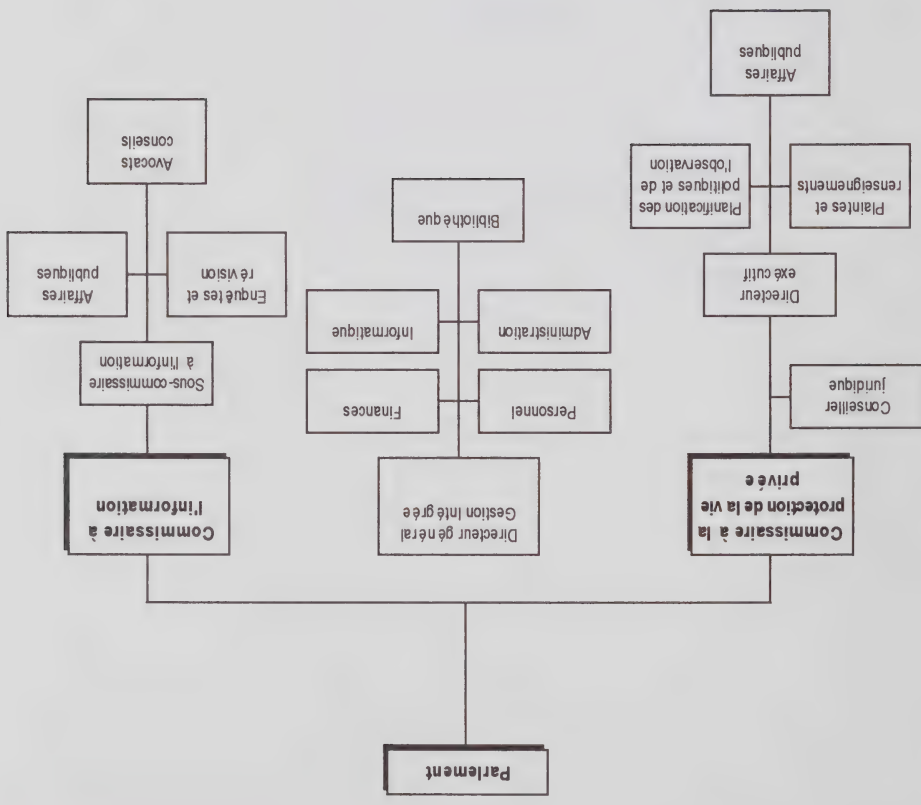 Parlement
Commissaire à la
protection de la vie
privée
Conseiller
juridique
Directeur
exécutif
Plaintes et
renseignements
Planification des
politiques et de
l'observation
Affaires
publiques
Directeur général
Gestion Intégrée
Personnel
Finances
Administration
Informatique
Bibliothèque
Commissaire à
l'information
Sous-commissaire
à l'information
Enquêtes et
révision
Affaires
publiques
Avocats
conseils